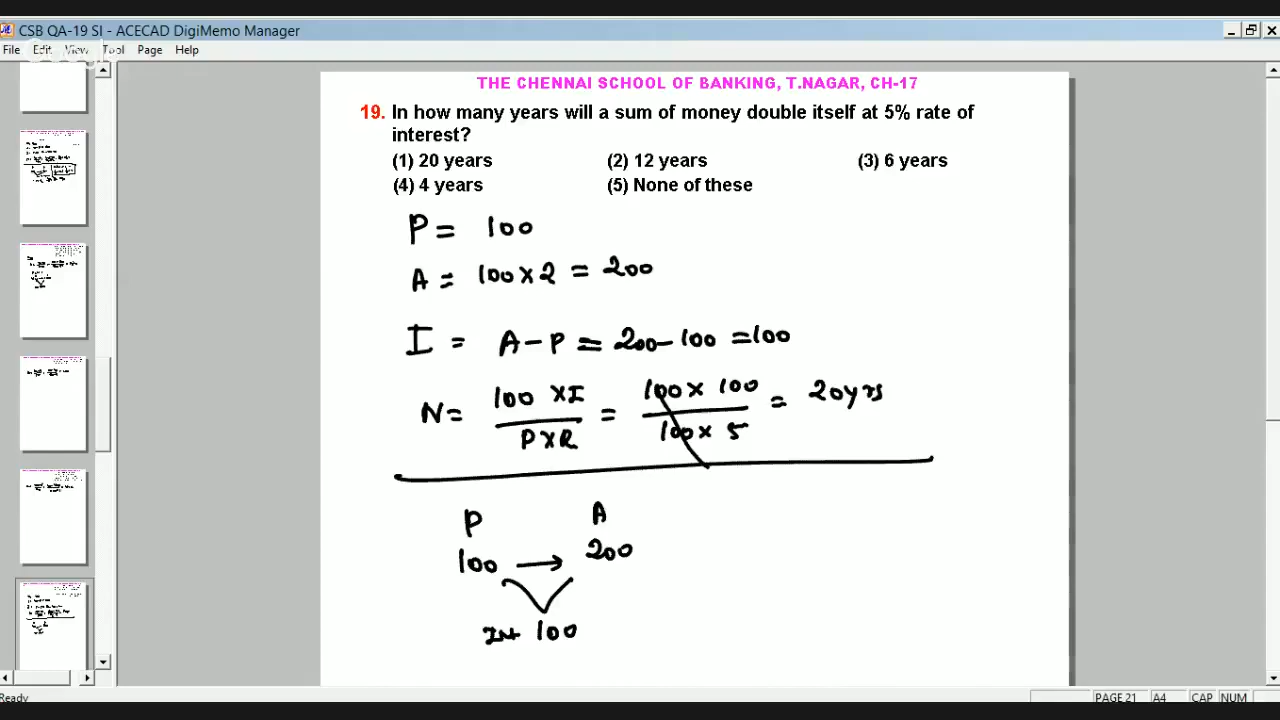 CSB QA-19 SI - ACECAD DigiMemo Manager
File Edit View Tool Page Help
THE CHENNAI SCHOOL OF BANKING, T.NAGAR, CH-17
19. In how many years will a sum of money double itself at 5% rate of
interest?
(1) 20 years (2) 12 years (3) 6 years
(4) 4 years (5) None of these
P = 100
A = 100 × 2 = 200
I = A - P = 200 - 100 = 100
N = 100 × I / P × R = 100 × 100 / 100 × 5 = 20 yrs
P A
100 → 200
Int 100
Ready PAGE 21 A4 CAP NUM